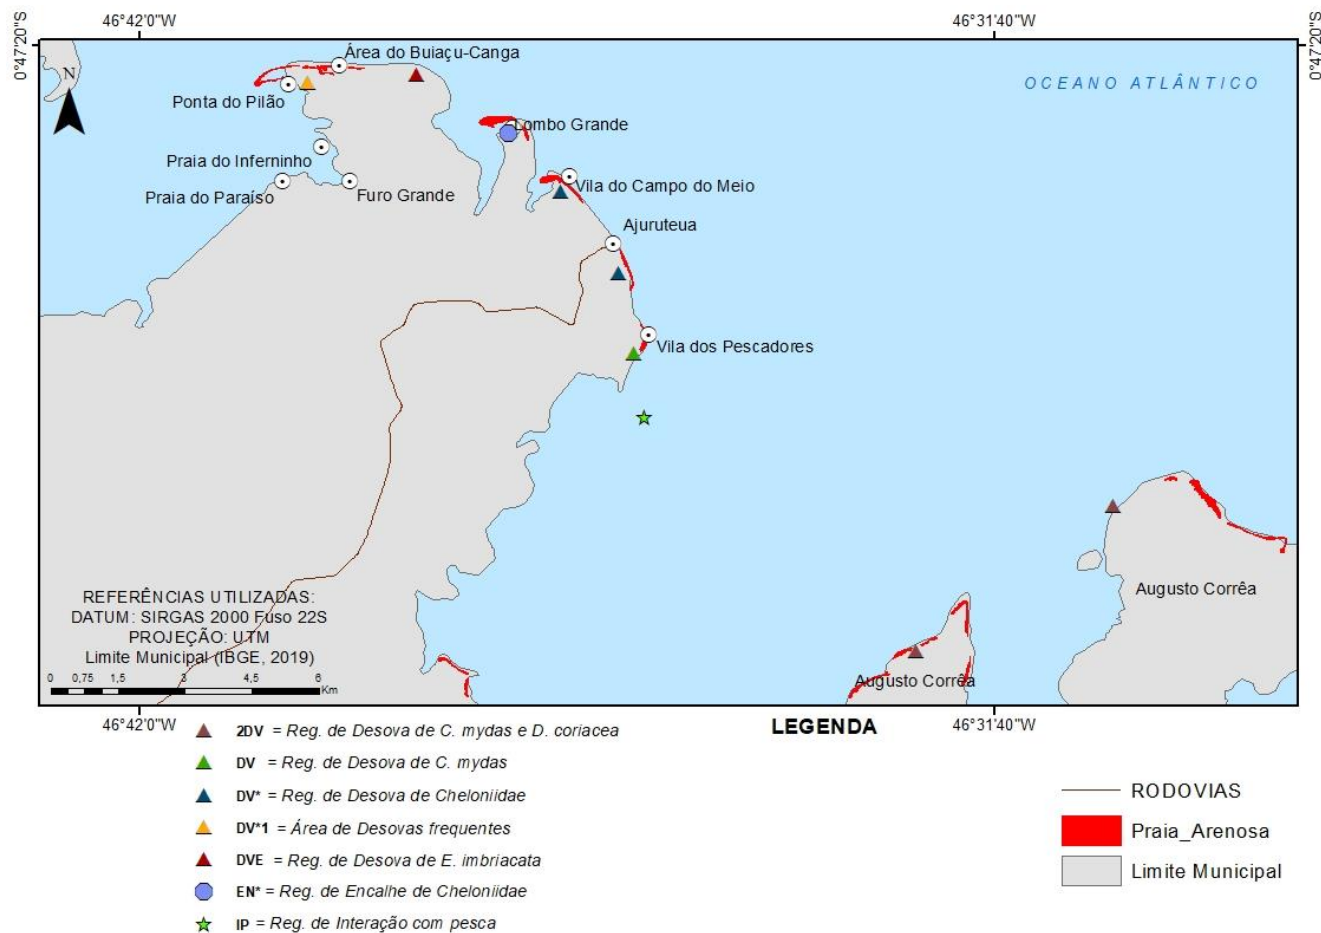 46°42'0"W
46°31'40"W
0°47'20"S
0°47'20"S
N
Área do Buiaçu-Canga
OCEANO ATLÂNTICO
Ponta do Pilão
Lombo Grande
Praia do Inferninho
Vila do Campo do Meio
Praia do Paraíso
Furo Grande
Ajuruteua
Vila dos Pescadores
Augusto Corrêa
Augusto Corrêa
REFERÊNCIAS UTILIZADAS:
DATUM: SIRGAS 2000 Fuso 22S
PROJEÇÃO: UTM
Limite Municipal (IBGE, 2019)
0 0,75 1,5 3 4,5 6
Km
46°42'0"W
46°31'40"W
LEGENDA
2DV = Reg. de Desova de C. mydas e D. coriacea
DV = Reg. de Desova de C. mydas
DV* = Reg. de Desova de Cheloniidae
DV*1 = Área de Desovas frequentes
DVE = Reg. de Desova de E. imbriacata
EN* = Reg. de Encalhe de Cheloniidae
IP = Reg. de Interação com pesca
RODOVIAS
Praia_Arenosa
Limite Municipal